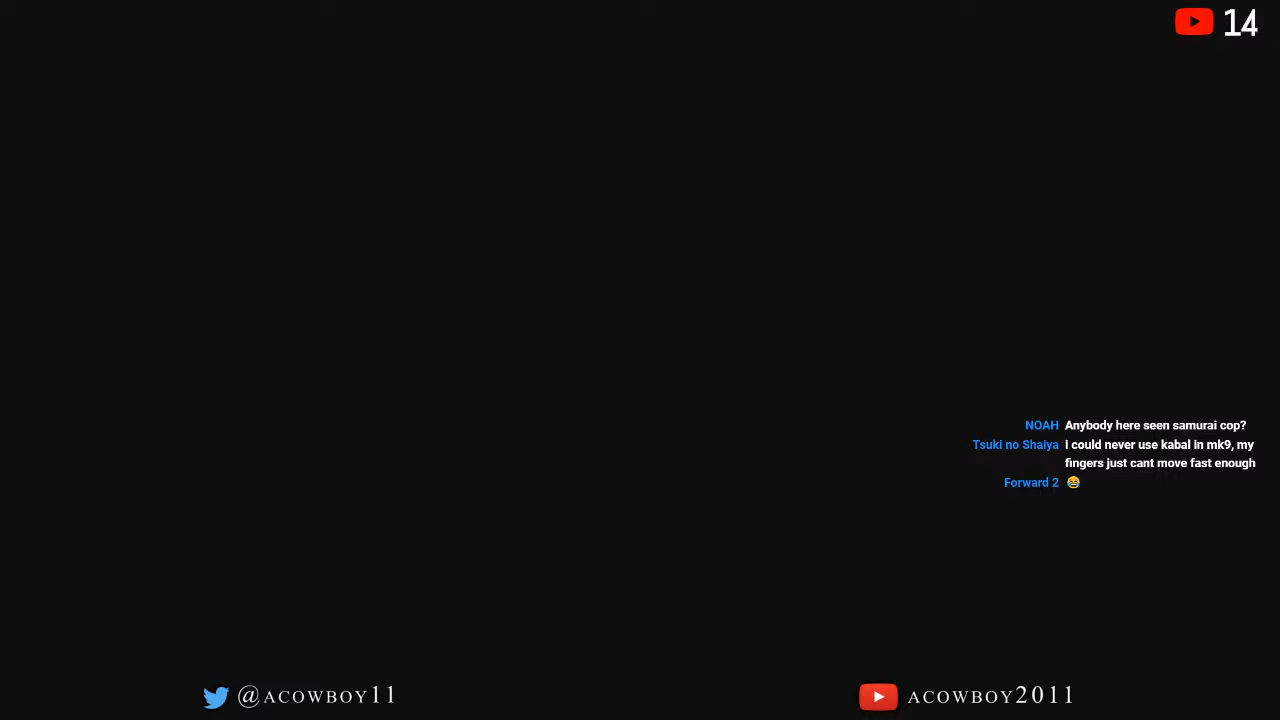 14
NOAH Anybody here seen samurai cop?
Tsuki no Shaiya i could never use kabal in mk9, my
fingers just cant move fast enough
Forward 2 😂
@ACOWBOY11
ACOWBOY2011